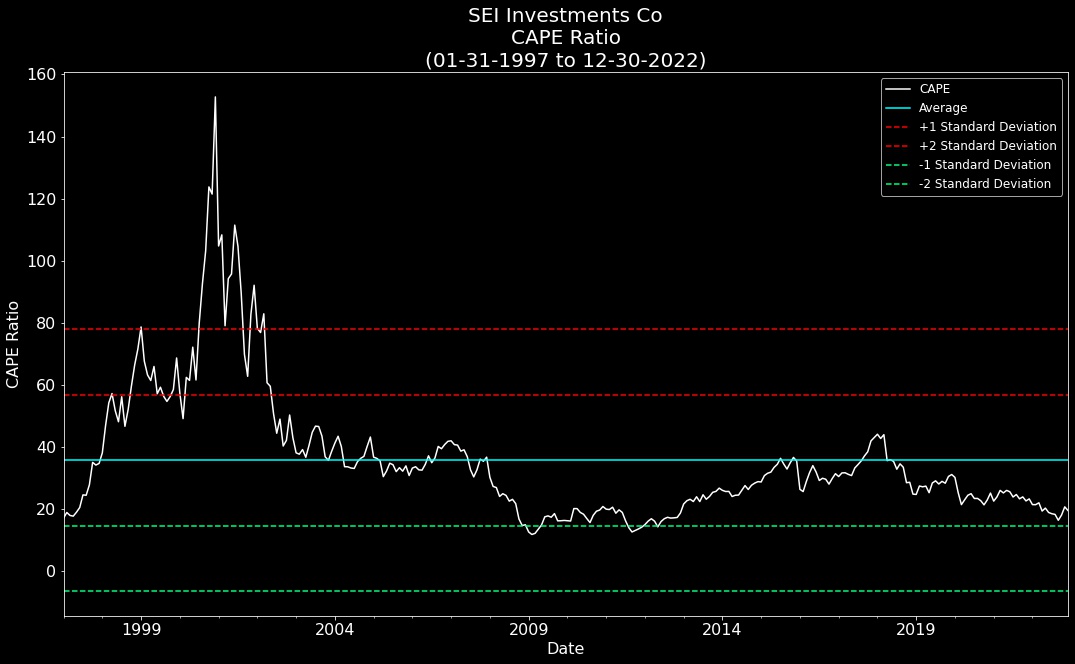 SEI Investments Co
CAPE Ratio
(01-31-1997 to 12-30-2022)
CAPE
Average
+1 Standard Deviation
+2 Standard Deviation
-1 Standard Deviation
-2 Standard Deviation
CAPE Ratio
160
140
120
100
80
60
40
20
0
1999
2004
2009
2014
2019
Date